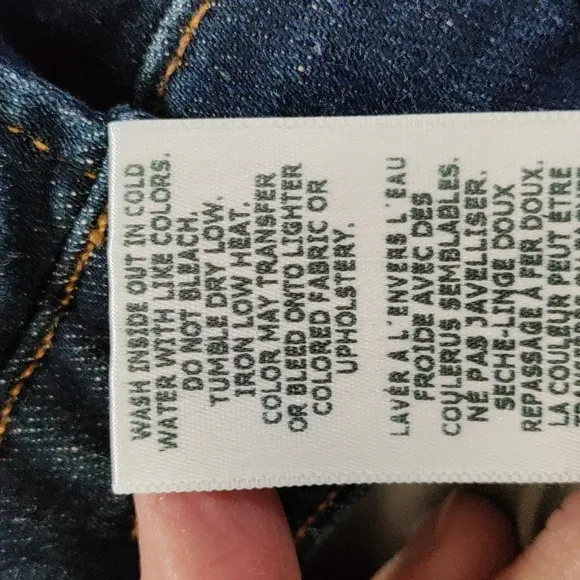 WASH INSIDE OUT IN COLD
WATER WITH LIKE COLORS.
DO NOT BLEACH.
TUMBLE DRY LOW.
IRON LOW HEAT.
COLOR MAY TRANSFER
OR BLEED ONTO LIGHTER
COLORED FABRIC OR
UPHOLSTERY.
LAVER À L'ENVERS L'EAU
FROIDE AVEC DES
COULERUS SEMBLABLES.
NE PAS JAVELLISER.
SECHE-LINGE DOUX
REPASSAGE A FER DOUX.
LA COULEUR PEUT ÊTRE